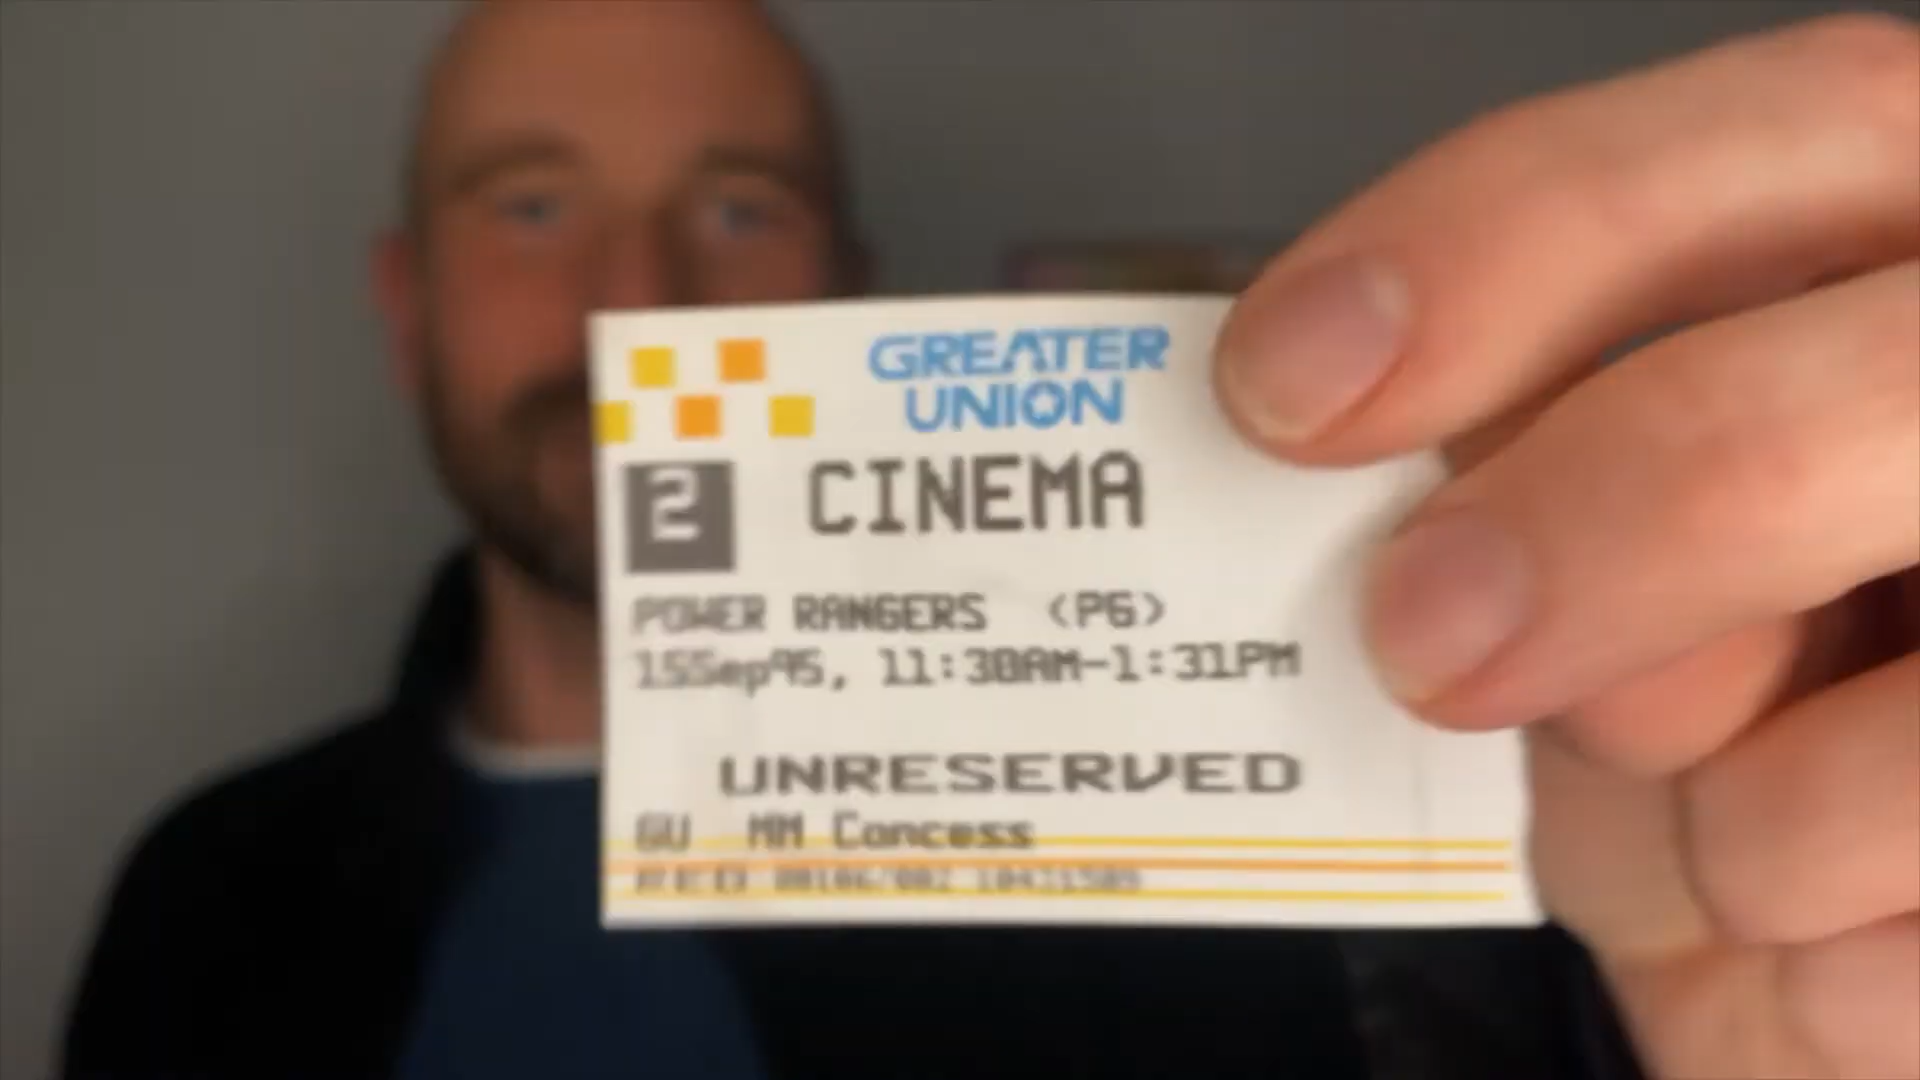 GREATER
UNION
2 CINEMA
POWER RANGERS (PG)
15Sep95, 11:30AM-1:31PM
UNRESERVED
GU MM Concess